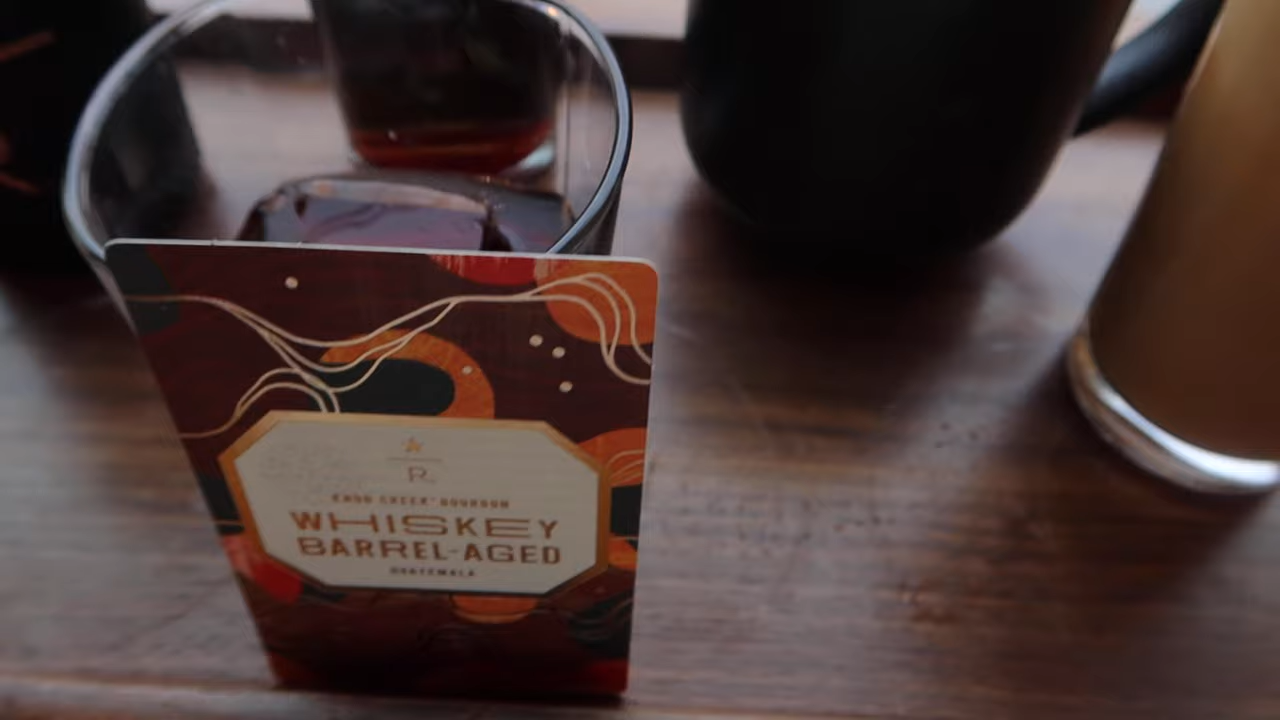 R
KNOB CREEK® BOURBON
WHISKEY
BARREL-AGED
GUATEMALA